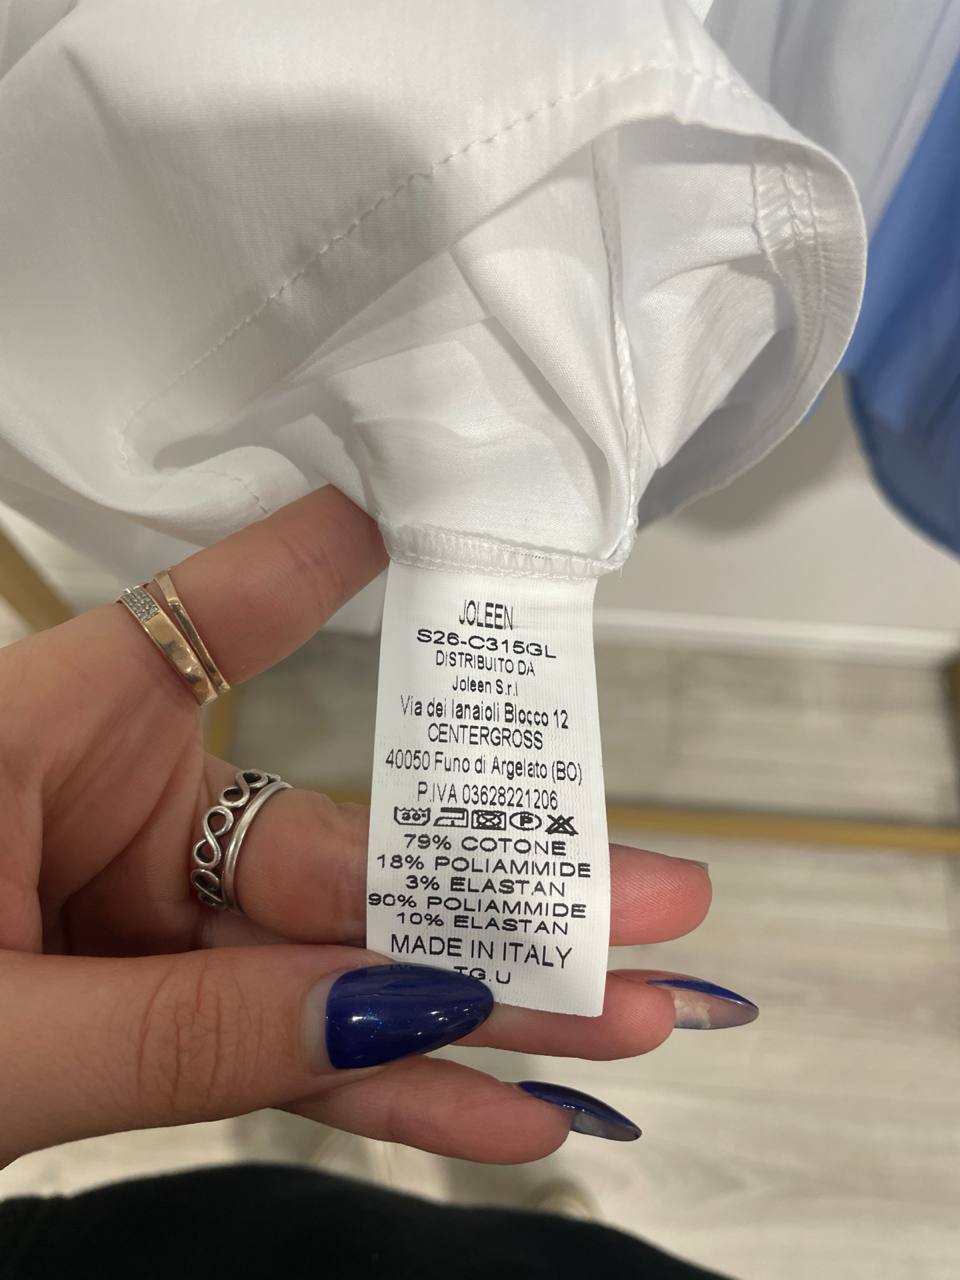 JOLEEN
S26-C315GL
DISTRIBUITO DA
Joleen S.r.l
Via dei lanaioli Blocco 12
CENTERGROSS
40050 Funo di Argelato (BO)
P.IVA 03628221206
30 P
79% COTONE
18% POLIAMMIDE
3% ELASTAN
90% POLIAMMIDE
10% ELASTAN
MADE IN ITALY
TG.U